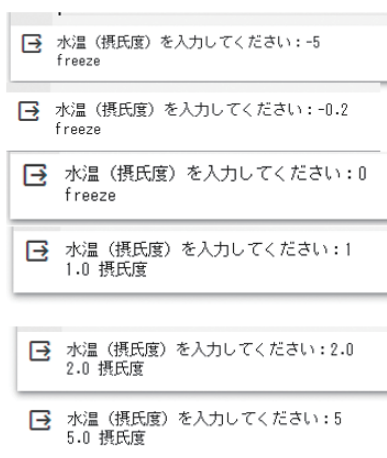 水温（摂氏度）を入力してください：-5
freeze
水温（摂氏度）を入力してください：-0.2
freeze
水温（摂氏度）を入力してください：0
freeze
水温（摂氏度）を入力してください：1
1.0 摂氏度
水温（摂氏度）を入力してください：2.0
2.0 摂氏度
水温（摂氏度）を入力してください：5
5.0 摂氏度